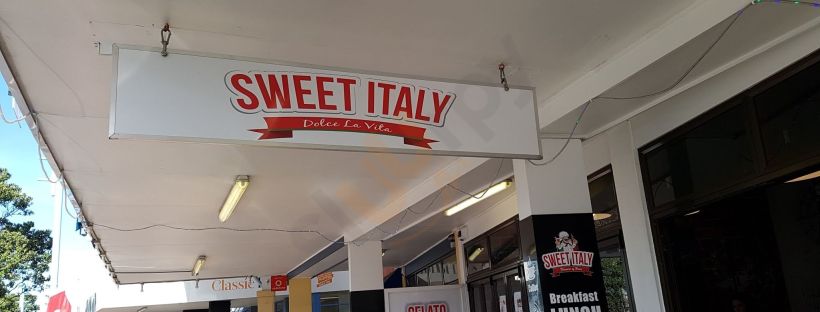 SWEET ITALY
Dolce La Vita
Classic
SWEET ITALY
Breakfast
LUNCH
GELATO